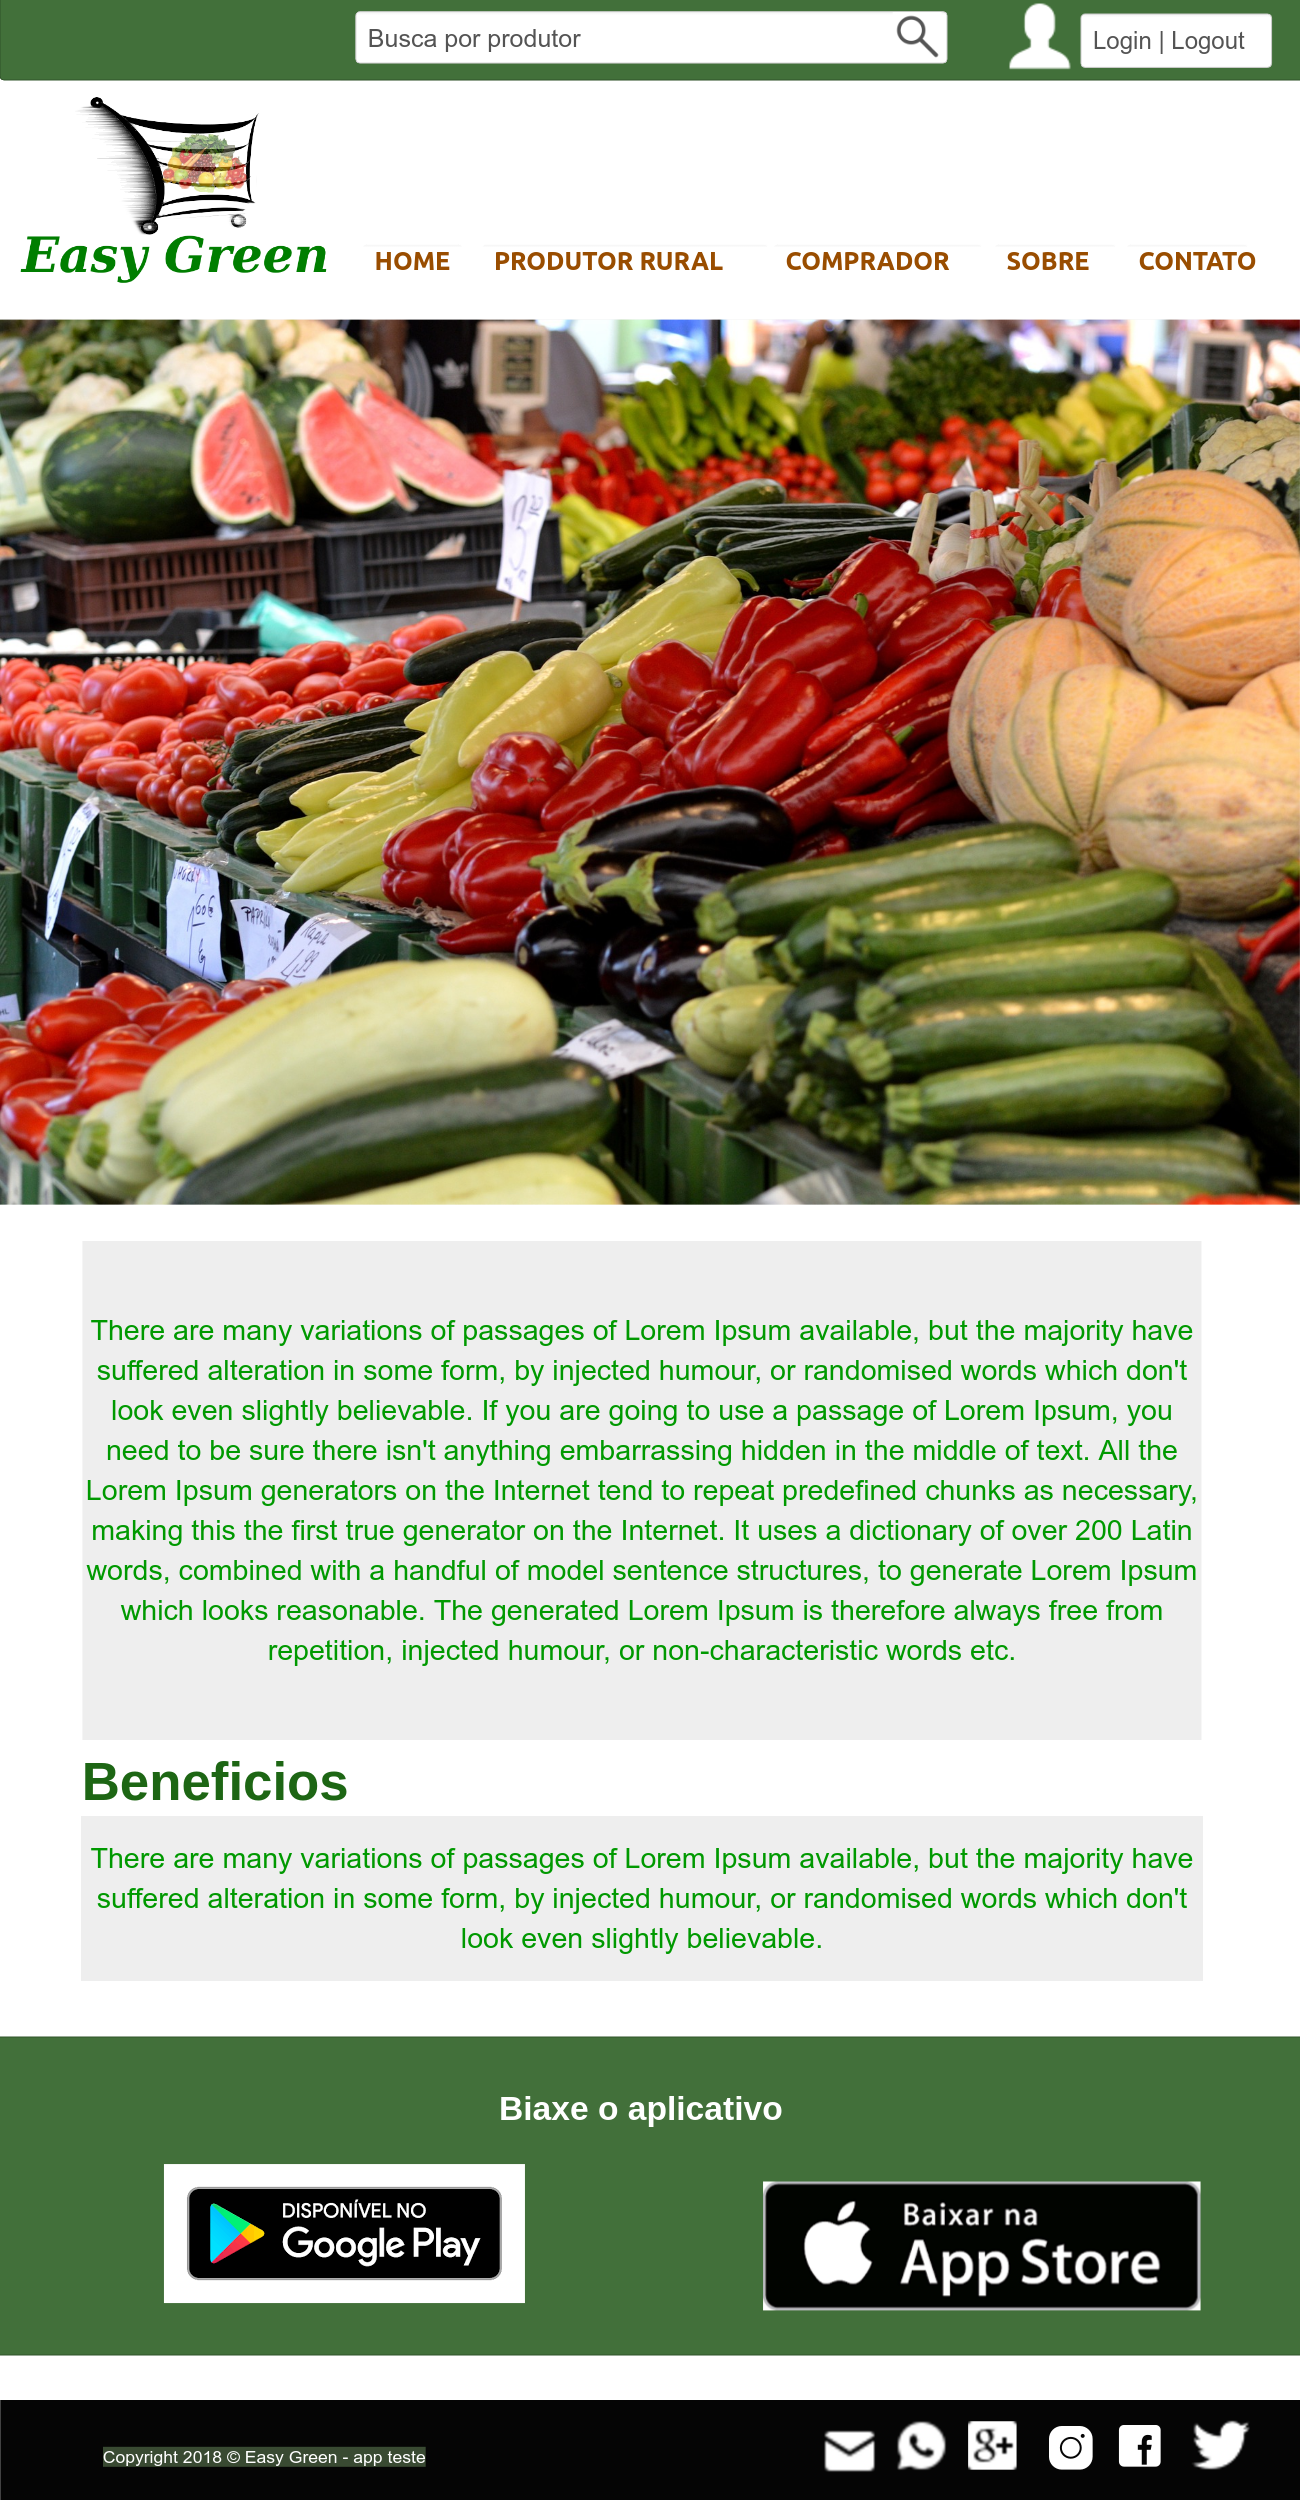 Busca por produtor
Login | Logout
Easy Green
HOME PRODUTOR RURAL COMPRADOR SOBRE CONTATO
There are many variations of passages of Lorem Ipsum available, but the majority have
suffered alteration in some form, by injected humour, or randomised words which don't
look even slightly believable. If you are going to use a passage of Lorem Ipsum, you
need to be sure there isn't anything embarrassing hidden in the middle of text. All the
Lorem Ipsum generators on the Internet tend to repeat predefined chunks as necessary,
making this the first true generator on the Internet. It uses a dictionary of over 200 Latin
words, combined with a handful of model sentence structures, to generate Lorem Ipsum
which looks reasonable. The generated Lorem Ipsum is therefore always free from
repetition, injected humour, or non-characteristic words etc.
Beneficios
There are many variations of passages of Lorem Ipsum available, but the majority have
suffered alteration in some form, by injected humour, or randomised words which don't
look even slightly believable.
Biaxe o aplicativo
DISPONÍVEL NO
Google Play
Baixar na
App Store
Copyright 2018 © Easy Green - app teste
g+